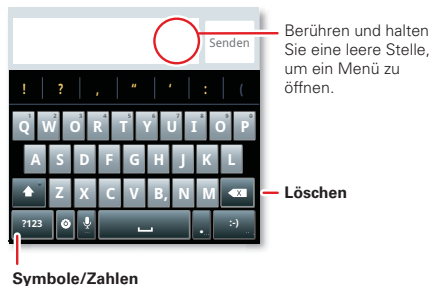 Senden
Berühren und halten
Sie eine leere Stelle,
um ein Menü zu
öffnen.
! ? , " ' : (
Q W O R T Y U I O P
A S D F G H J K L
Z X C V B, N M
Löschen
?123 . :-)
Symbole/Zahlen